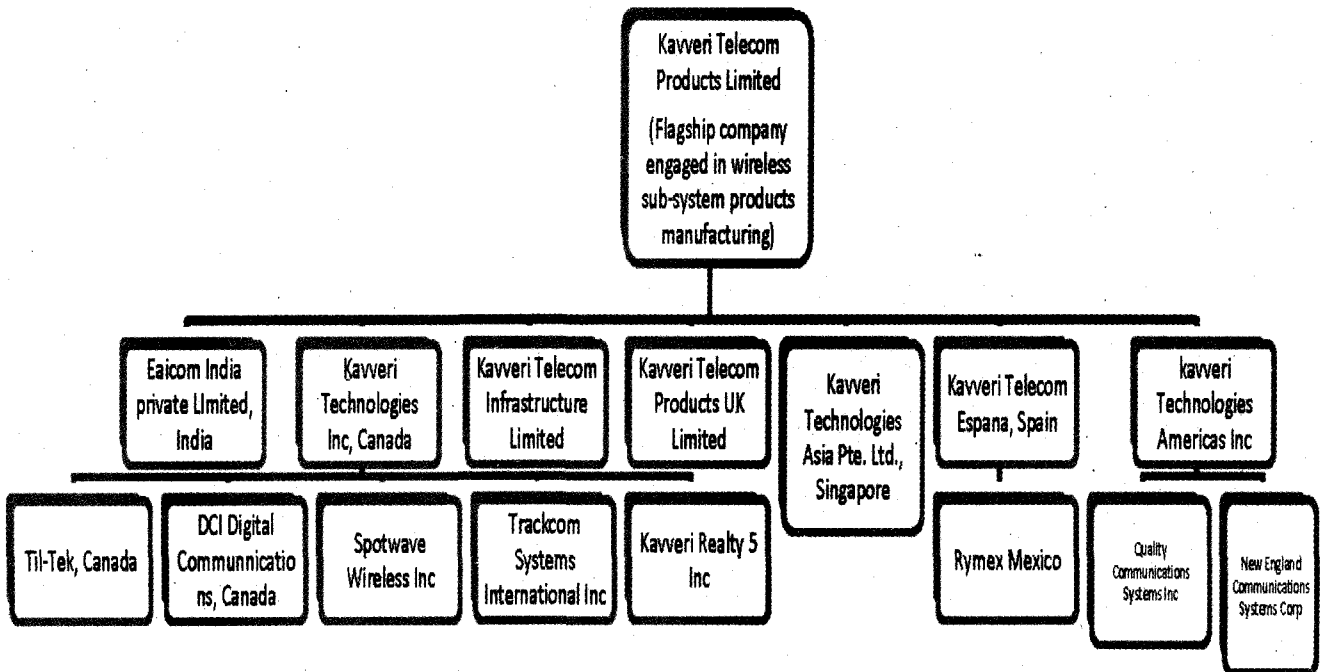 Kavveri Telecom
Products Limited
(Flagship company
engaged in wireless
sub-system products
manufacturing)
Eaicom India
private LImited,
India
Kavveri
Technologies
Inc, Canada
Kavveri Telecom
Infrastructure
Limited
Kavveri Telecom
Products UK
Limited
Kavveri
Technologies
Asia Pte. Ltd.,
Singapore
Kavveri Telecom
Espana, Spain
kavveri
Technologies
Americas Inc
Til-Tek, Canada
DCI Digital
Communnicatio
ns, Canada
Spotwave
Wireless Inc
Trackcom
Systems
International Inc
Kavveri Realty 5
Inc
Rymex Mexico
Quality
Communications
Systems Inc
New England
Communications
Systems Corp